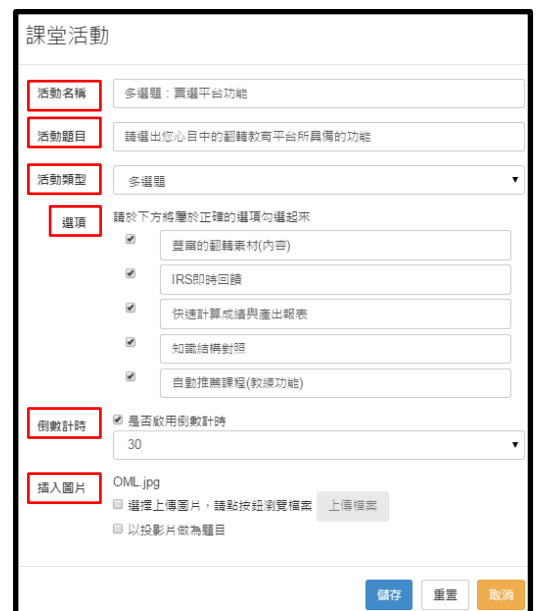 課堂活動
活動名稱 多選題：票選平台功能
活動題目 請選出您心目中的翻轉教育平台所具備的功能
活動類型 多選題
選項 請於下方將屬於正確的選項勾選起來
豐富的翻轉素材(內容)
IRS即時回饋
快速計算成績與產出報表
知識結構對照
自動推薦課程(教練功能)
倒數計時 是否啟用倒數計時
30
插入圖片 OML.jpg
選擇上傳圖片，請點按鈕瀏覽檔案 上傳檔案
以投影片做為題目
儲存 重置 取消